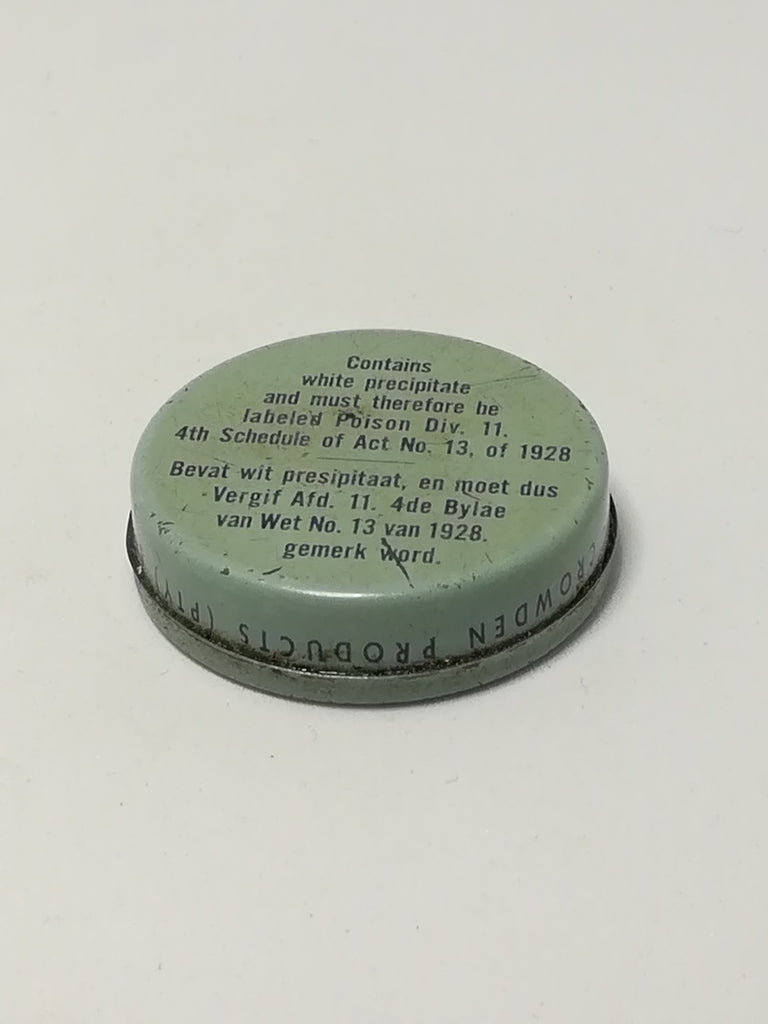 Contains
white precipitate
and must therefore be
labeled Poison Div. 11.
4th Schedule of Act No. 13, of 1928
Bevat wit presipitaat, en moet dus
Vergif Afd. 11. 4de Bylae
van Wet No. 13 van 1928.
gemerk word.
CROWDEN PRODUCTS (PTY)